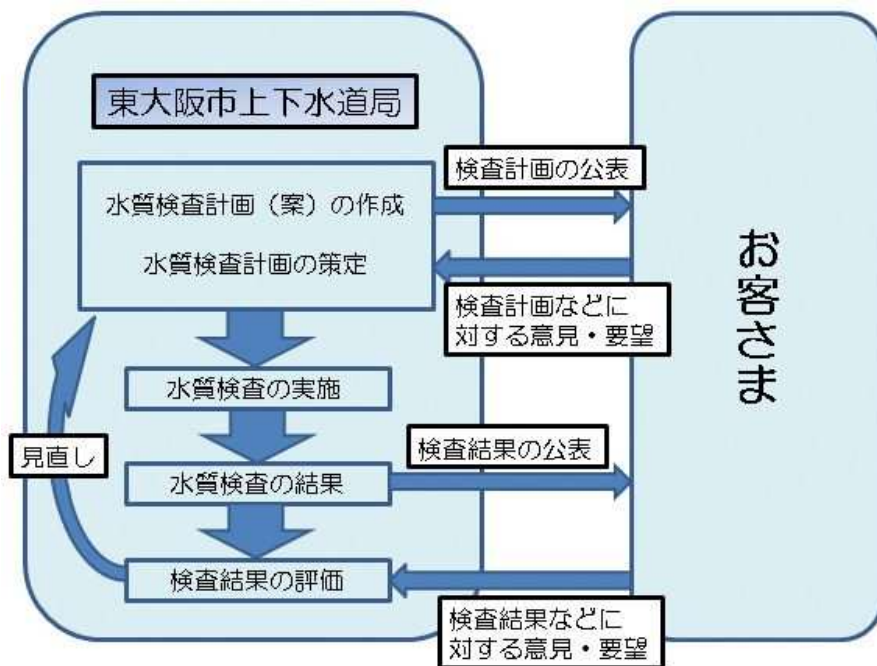 東大阪市上下水道局
検査計画の公表
水質検査計画（案）の作成
水質検査計画の策定
検査計画などに
対する意見・要望
お客さま
水質検査の実施
見直し
検査結果の公表
水質検査の結果
検査結果の評価
検査結果などに
対する意見・要望